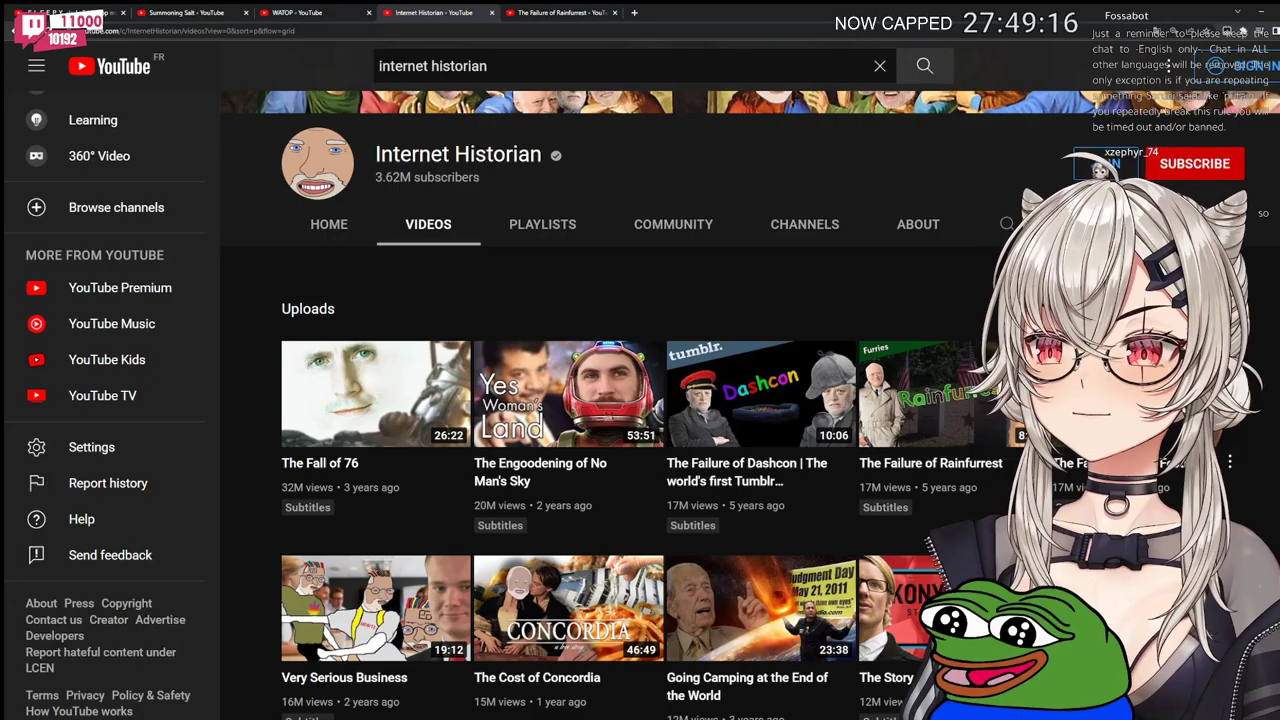 Summoning Salt - YouTube
WATOP - YouTube
Internet Historian - YouTube
The Failure of Rainfurrest - YouT
11000
10192
NOW CAPPED 27:49:16
Fossabot
Just a reminder to please keep the
chat to English only. Chat in ALL
other languages will be removed. The
only exception is if you are repeating
you repeatedly break this rule you will
be timed out and/or banned.
xzephyr_74
so
YouTube FR
internet historian
SIGN IN
Learning
360° Video
Browse channels
MORE FROM YOUTUBE
YouTube Premium
YouTube Music
YouTube Kids
YouTube TV
Settings
Report history
Help
Send feedback
About Press Copyright
Contact us Creator Advertise
Developers
Report hateful content under
LCEN
Terms Privacy Policy & Safety
How YouTube works
Internet Historian
3.62M subscribers
SUBSCRIBE
HOME
VIDEOS
PLAYLISTS
COMMUNITY
CHANNELS
ABOUT
Uploads
26:22
Yes
Woman's
Land
53:51
tumblr.
Dashcon
10:06
Furries
The Fall of 76
32M views • 3 years ago
Subtitles
The Engoodening of No
Man's Sky
20M views • 2 years ago
Subtitles
The Failure of Dashcon | The
world's first Tumblr...
17M views • 5 years ago
Subtitles
The Failure of Rainfurrest
17M views • 5 years ago
Subtitles
19:12
CONCORDIA
a love story
46:49
Judgment Day
May 21, 2011
23:38
KONY
Very Serious Business
16M views • 4 years ago
The Cost of Concordia
15M views • 1 year ago
Going Camping at the End of
the World
The Story
12M views